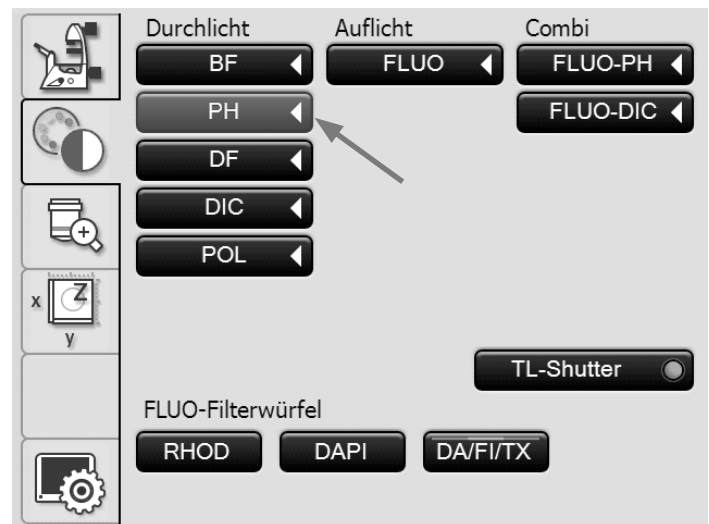 Durchlicht Auflicht Combi
BF FLUO FLUO-PH
PH FLUO-DIC
DF
DIC
POL
Z
x
y
TL-Shutter
FLUO-Filterwürfel
RHOD DAPI DA/FI/TX